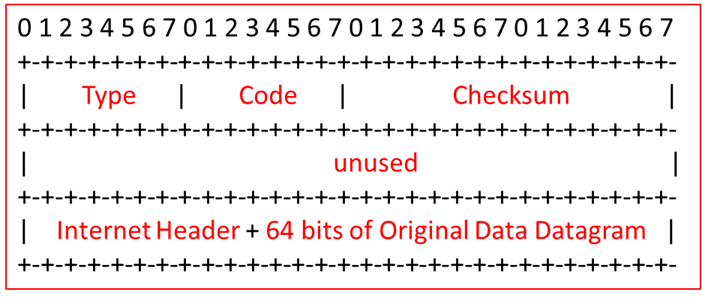 0 1 2 3 4 5 6 7 0 1 2 3 4 5 6 7 0 1 2 3 4 5 6 7 0 1 2 3 4 5 6 7
+-+-+-+-+-+-+-+-+-+-+-+-+-+-+-+-+-+-+-+-+-+-+-+-+-+-+-+-+-+-+-+-
| Type | Code | Checksum |
+-+-+-+-+-+-+-+-+-+-+-+-+-+-+-+-+-+-+-+-+-+-+-+-+-+-+-+-+-+-+-+-
| unused |
+-+-+-+-+-+-+-+-+-+-+-+-+-+-+-+-+-+-+-+-+-+-+-+-+-+-+-+-+-+-+-+-
| Internet Header + 64 bits of Original Data Datagram |
+-+-+-+-+-+-+-+-+-+-+-+-+-+-+-+-+-+-+-+-+-+-+-+-+-+-+-+-+-+-+-+-